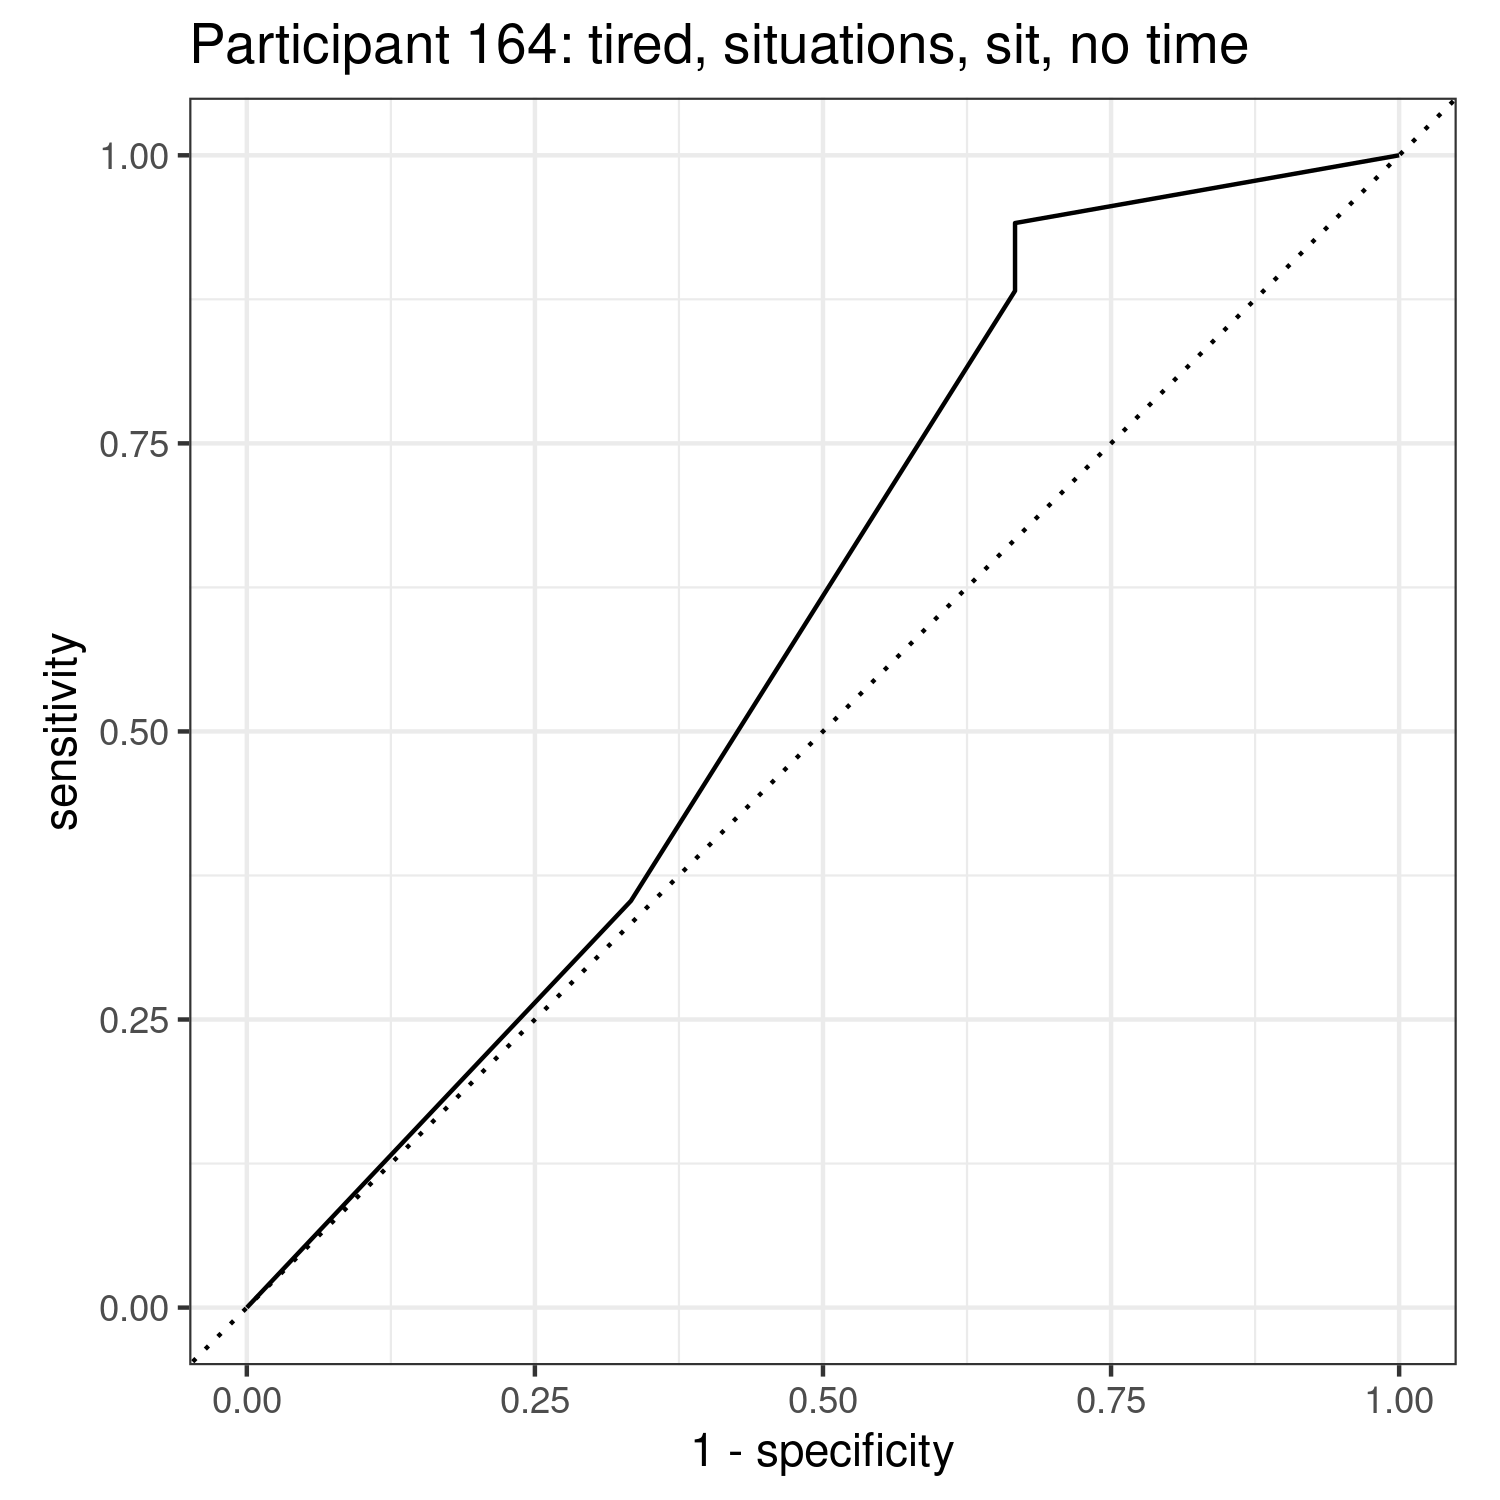 Participant 164: tired, situations, sit, no time
1.00
0.75
0.50
0.25
0.00
sensitivity
0.00 0.25 0.50 0.75 1.00
1 - specificity